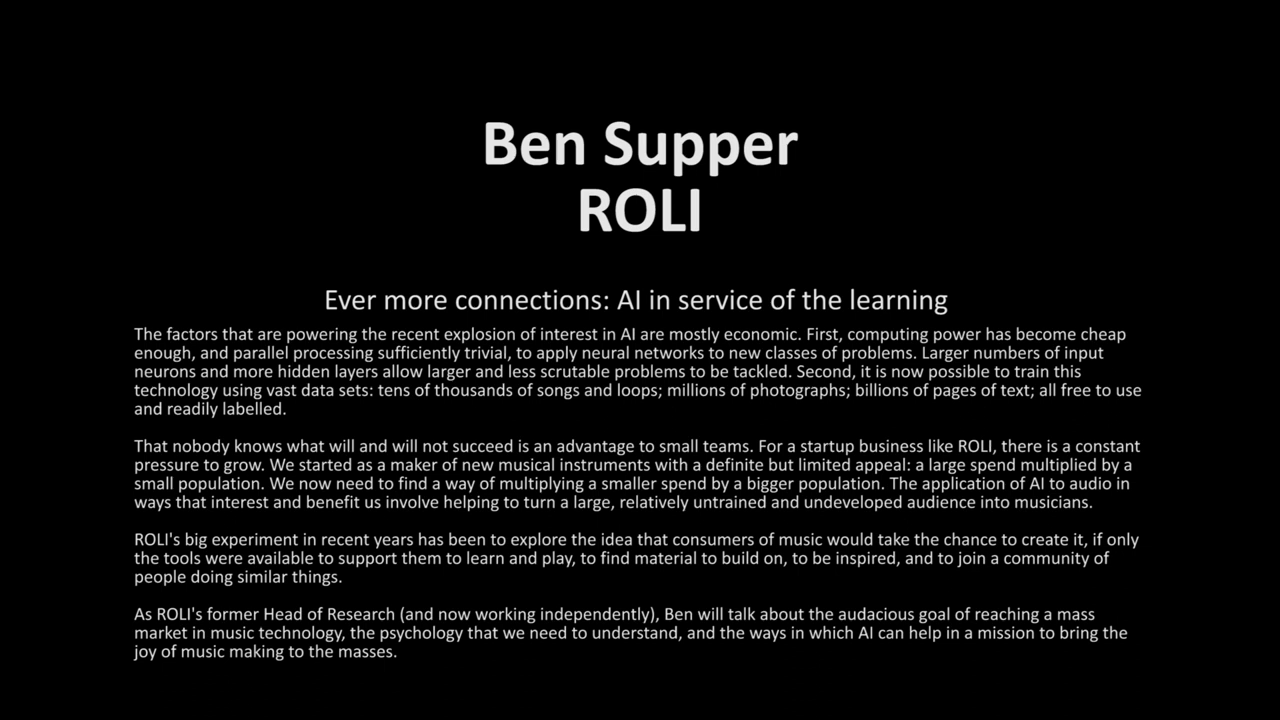 Ben Supper
ROLI
Ever more connections: AI in service of the learning
The factors that are powering the recent explosion of interest in AI are mostly economic. First, computing power has become cheap
enough, and parallel processing sufficiently trivial, to apply neural networks to new classes of problems. Larger numbers of input
neurons and more hidden layers allow larger and less scrutable problems to be tackled. Second, it is now possible to train this
technology using vast data sets: tens of thousands of songs and loops; millions of photographs; billions of pages of text; all free to use
and readily labelled.
That nobody knows what will and will not succeed is an advantage to small teams. For a startup business like ROLI, there is a constant
pressure to grow. We started as a maker of new musical instruments with a definite but limited appeal: a large spend multiplied by a
small population. We now need to find a way of multiplying a smaller spend by a bigger population. The application of AI to audio in
ways that interest and benefit us involve helping to turn a large, relatively untrained and undeveloped audience into musicians.
ROLI's big experiment in recent years has been to explore the idea that consumers of music would take the chance to create it, if only
the tools were available to support them to learn and play, to find material to build on, to be inspired, and to join a community of
people doing similar things.
As ROLI's former Head of Research (and now working independently), Ben will talk about the audacious goal of reaching a mass
market in music technology, the psychology that we need to understand, and the ways in which AI can help in a mission to bring the
joy of music making to the masses.